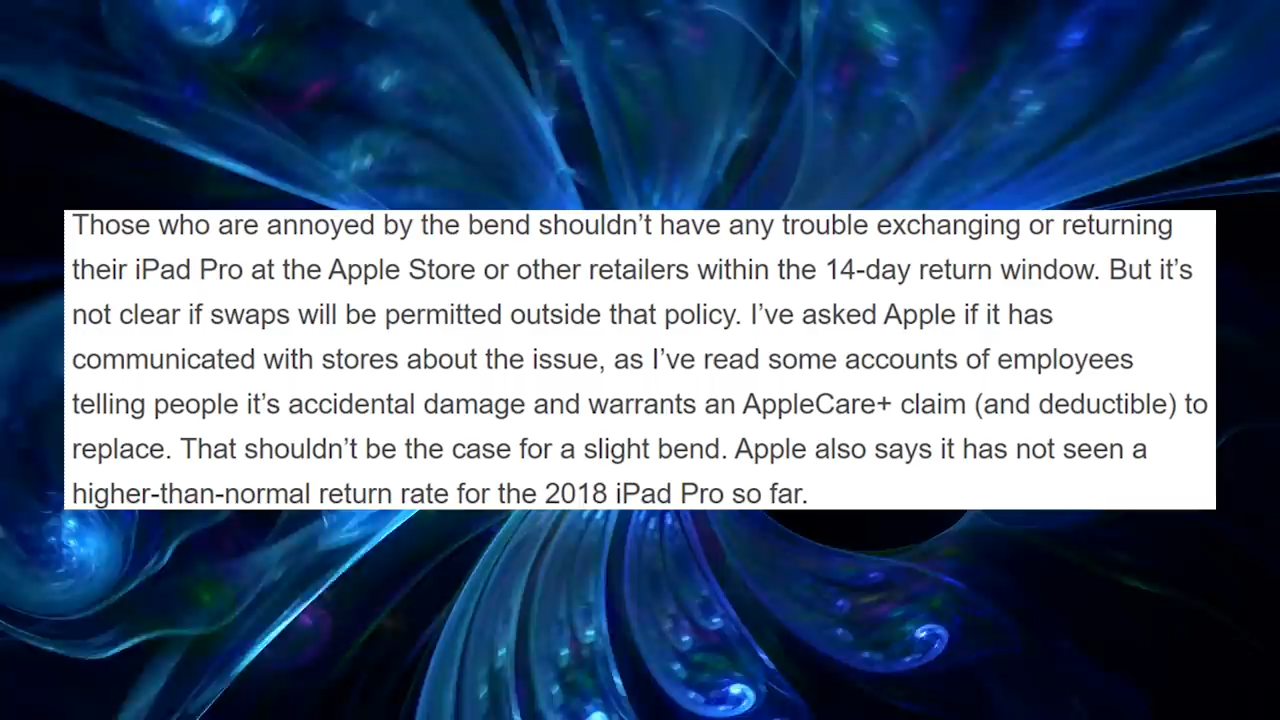 Those who are annoyed by the bend shouldn’t have any trouble exchanging or returning
their iPad Pro at the Apple Store or other retailers within the 14-day return window. But it’s
not clear if swaps will be permitted outside that policy. I’ve asked Apple if it has
communicated with stores about the issue, as I’ve read some accounts of employees
telling people it’s accidental damage and warrants an AppleCare+ claim (and deductible) to
replace. That shouldn’t be the case for a slight bend. Apple also says it has not seen a
higher-than-normal return rate for the 2018 iPad Pro so far.